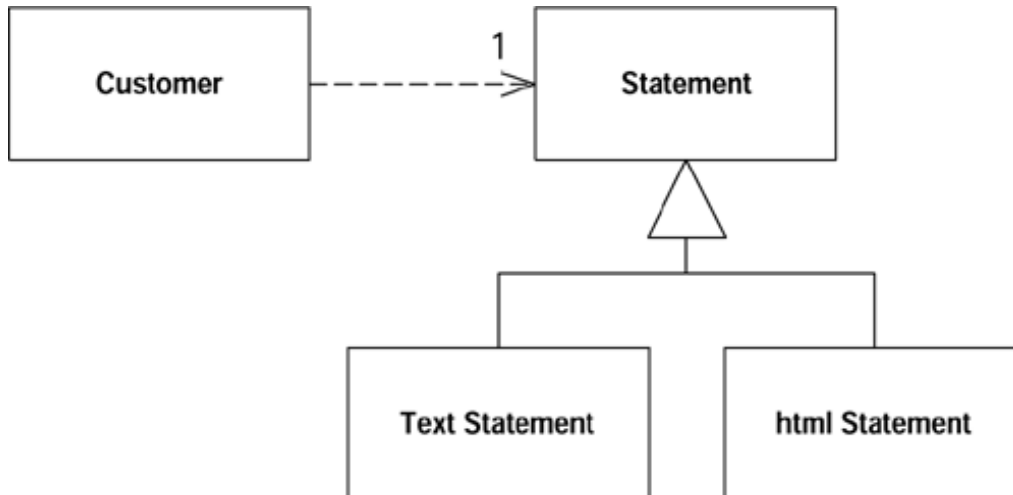 1
Customer
Statement
Text Statement
html Statement